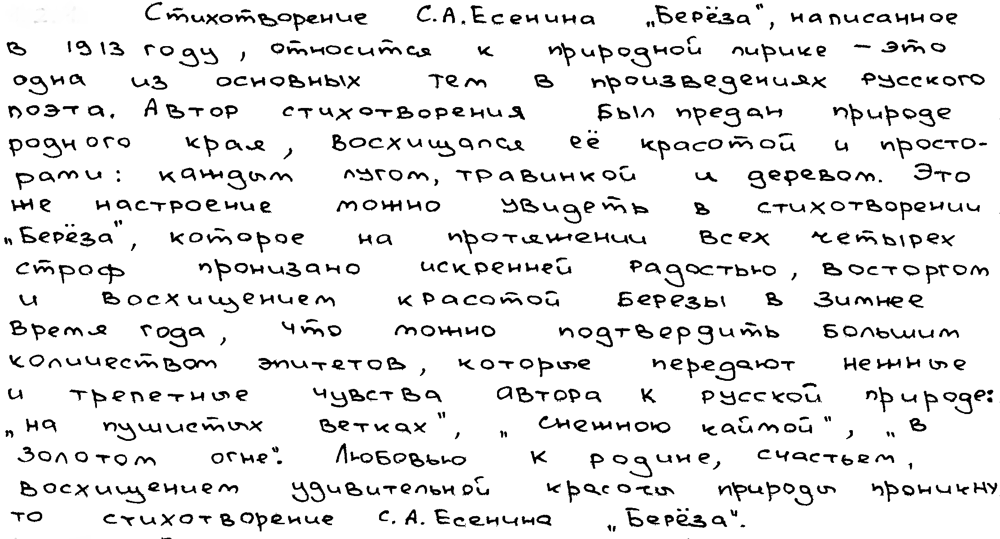 Стихотворение С.А.Есенина „Берёза", написанное
в 1913 году, относится к природной лирике – это
одна из основных тем в произведениях русского
поэта. Автор стихотворения был предан природе
родного края, восхищался её красотой и просто-
рами: каждым лугом, травинкой и деревом. Это
же настроение можно увидеть в стихотворении
„Берёза", которое на протяжении всех четырех
строф пронизано искренней радостью, восторгом
и восхищением красотой березы в зимнее
время года, что можно подтвердить большим
количеством эпитетов, которые передают нежные
и трепетные чувства автора к русской природе:
„на пушистых ветках", „снежною каймой", „в
золотом огне". Любовью к родине, счастьем,
восхищением удивительной красоты природы проникну
то стихотворение С.А.Есенина „Берёза".